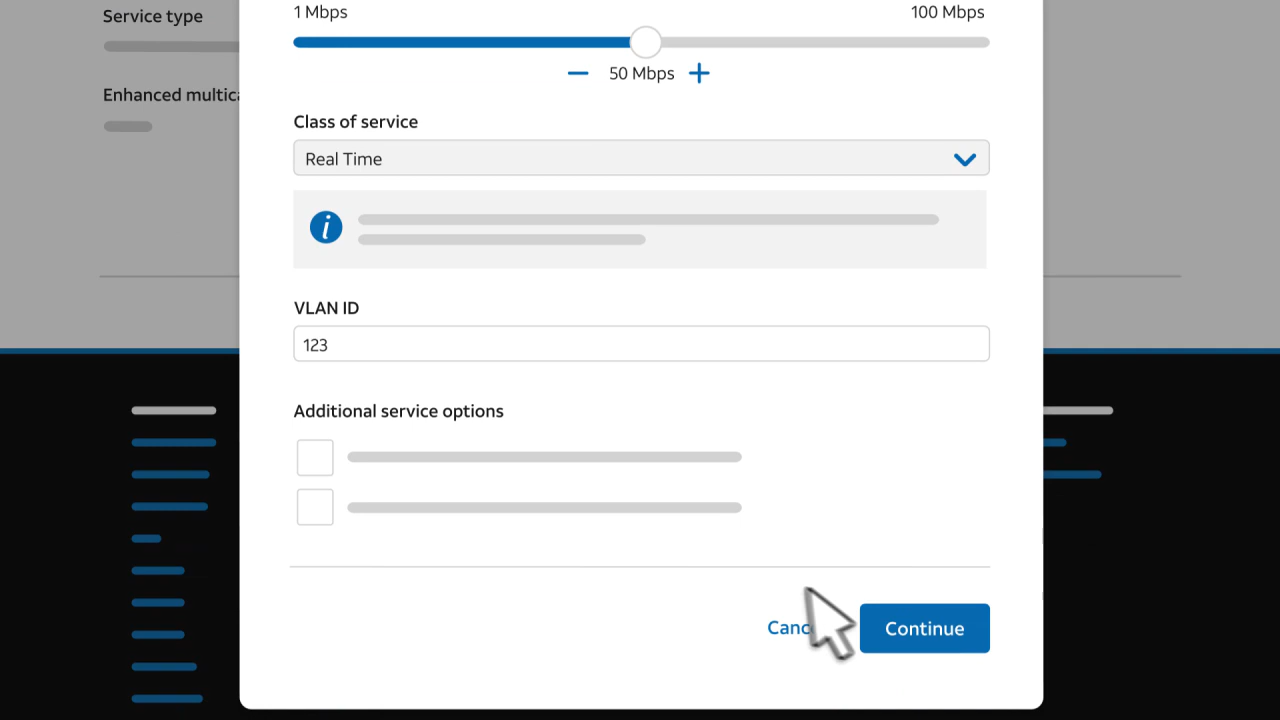 Service type
1 Mbps
100 Mbps
50 Mbps
Enhanced
Class of service
Real Time
i
VLAN ID
123
Additional service options
Continue